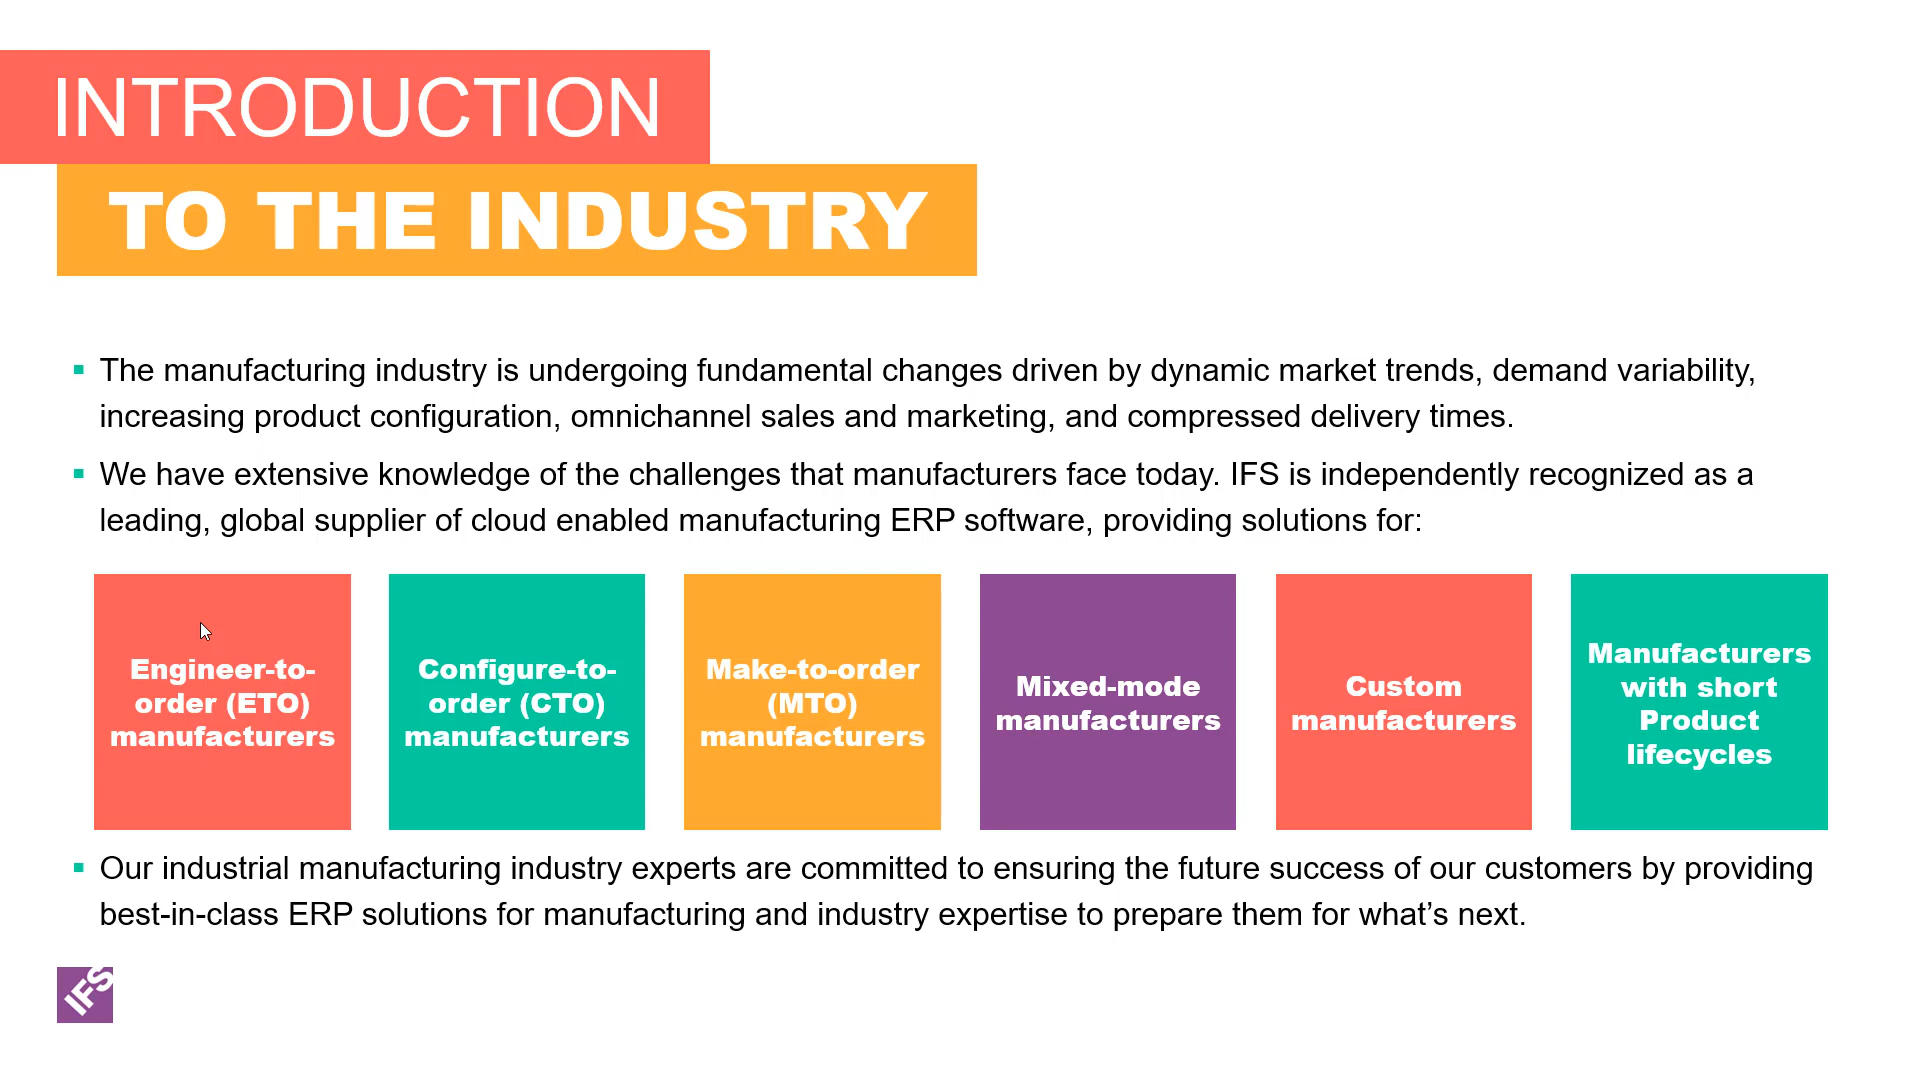 INTRODUCTION
TO THE INDUSTRY
The manufacturing industry is undergoing fundamental changes driven by dynamic market trends, demand variability,
increasing product configuration, omnichannel sales and marketing, and compressed delivery times.
We have extensive knowledge of the challenges that manufacturers face today. IFS is independently recognized as a
leading, global supplier of cloud enabled manufacturing ERP software, providing solutions for:
Engineer-to-
order (ETO)
manufacturers
Configure-to-
order (CTO)
manufacturers
Make-to-order
(MTO)
manufacturers
Mixed-mode
manufacturers
Custom
manufacturers
Manufacturers
with short
Product
lifecycles
Our industrial manufacturing industry experts are committed to ensuring the future success of our customers by providing
best-in-class ERP solutions for manufacturing and industry expertise to prepare them for what’s next.
IFS